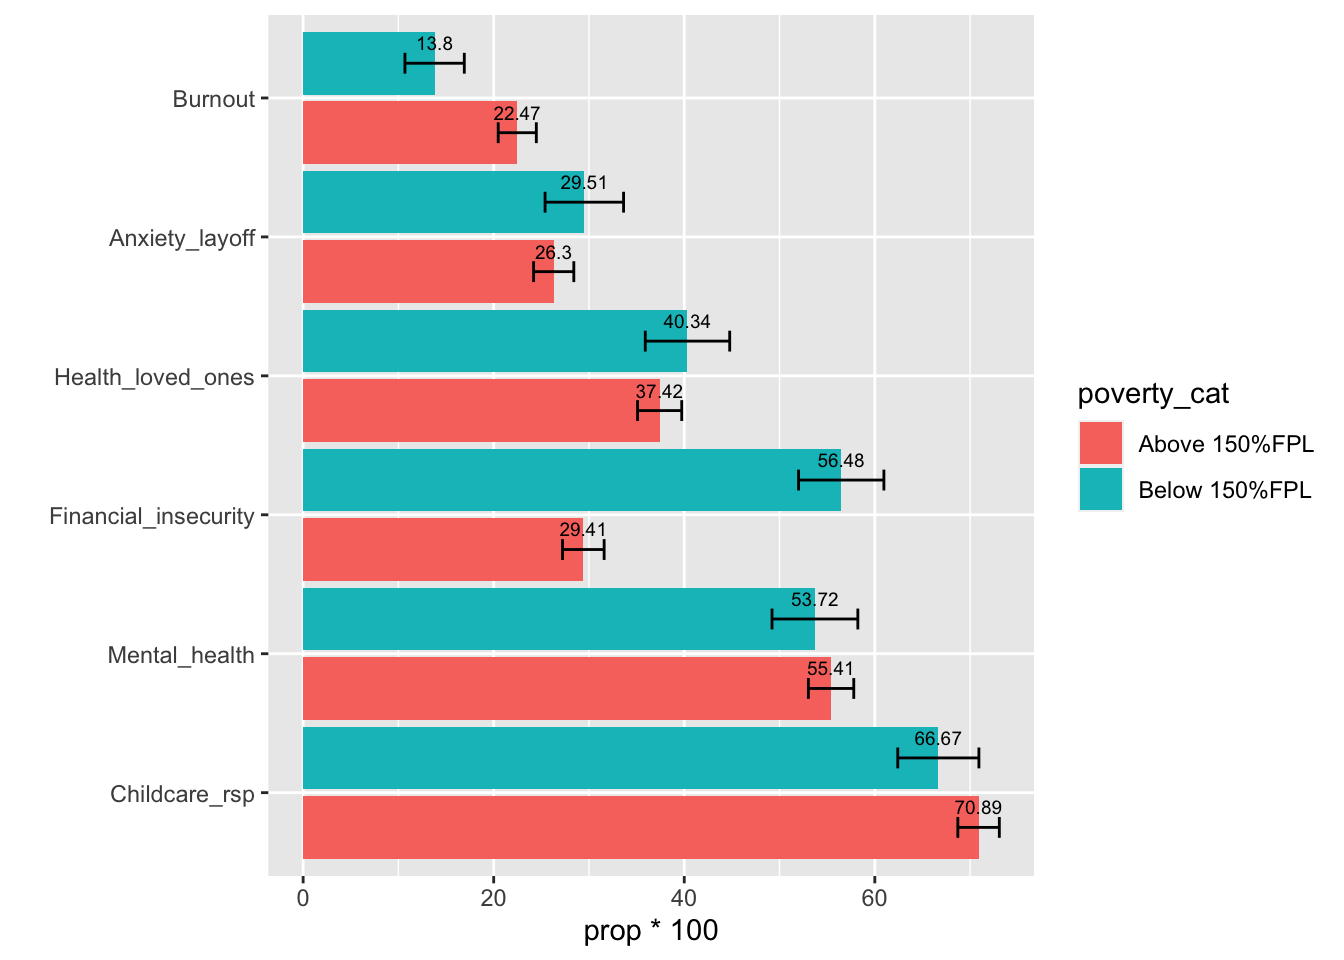 13.8
Burnout
22.47
29.51
Anxiety_layoff
26.3
40.34
Health_loved_ones
37.42
56.48
Financial_insecurity
29.41
53.72
Mental_health
55.41
66.67
Childcare_rsp
70.89
0 20 40 60
prop * 100
poverty_cat
Above 150%FPL
Below 150%FPL